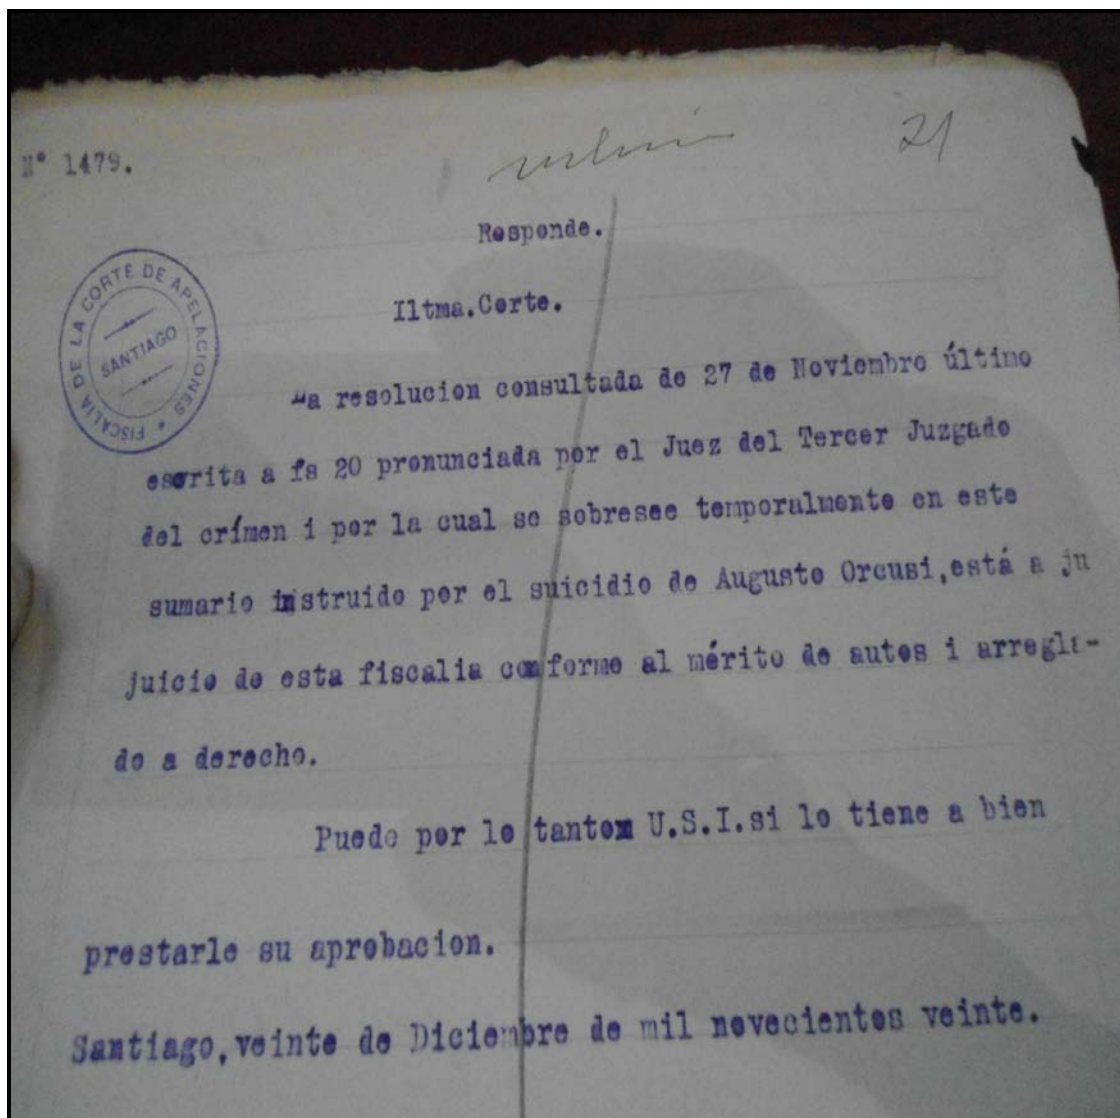 N° 1479.
21
Responde.
FISCALIA DE LA CORTE DE APELACIONES *
SANTIAGO
Iltma.Corte.
La resolucion consultada de 27 de Noviembre último
escrita a fs 20 pronunciada por el Juez del Tercer Juzgado
del crímen i por la cual se sobresee temporalmente en este
sumario instruido por el suicidio de Augusto Orcusi,está a ju
juicio de esta fiscalia conforme al mérito de autos i arregla-
do a derecho.
Puede por lo tantom U.S.I.si lo tiene a bien
prestarle su aprobacion.
Santiago,veinte de Diciembre de mil novecientos veinte.